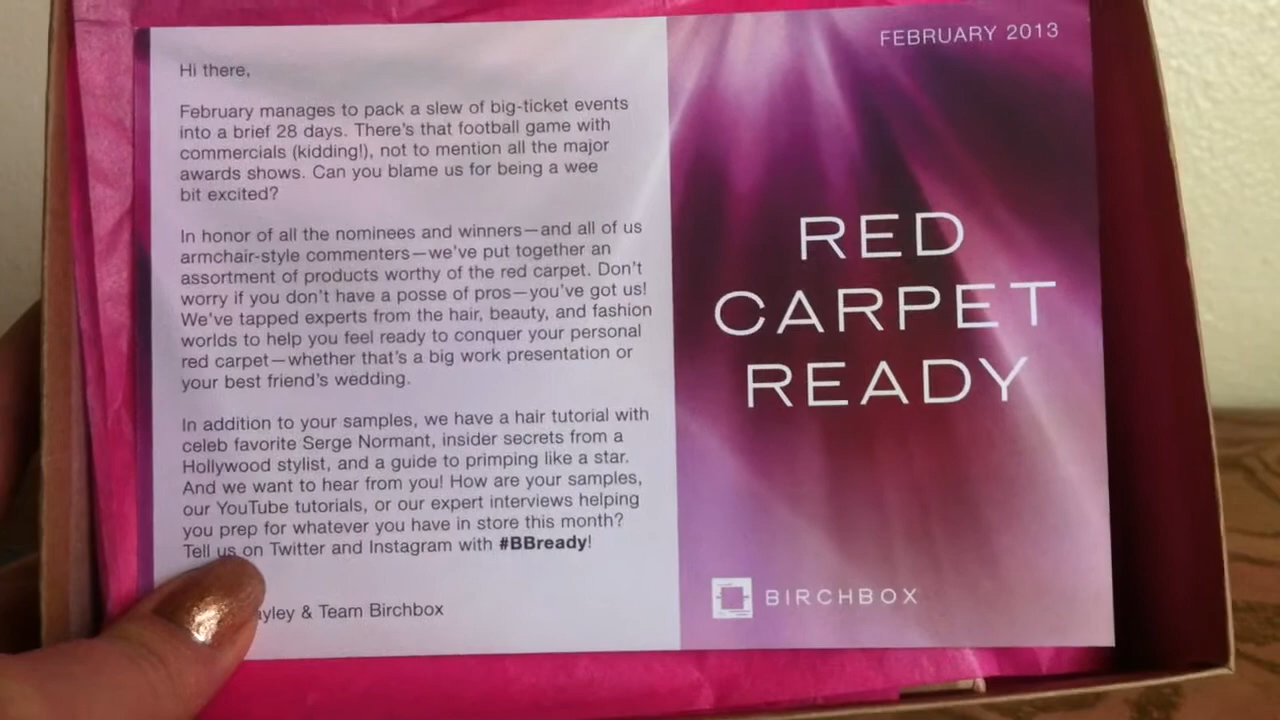 Hi there,
February manages to pack a slew of big-ticket events
into a brief 28 days. There's that football game with
commercials (kidding!), not to mention all the major
awards shows. Can you blame us for being a wee
bit excited?
In honor of all the nominees and winners—and all of us
armchair-style commenters—we've put together an
assortment of products worthy of the red carpet. Don't
worry if you don't have a posse of pros—you've got us!
We've tapped experts from the hair, beauty, and fashion
worlds to help you feel ready to conquer your personal
red carpet—whether that's a big work presentation or
your best friend's wedding.
In addition to your samples, we have a hair tutorial with
celeb favorite Serge Normant, insider secrets from a
Hollywood stylist, and a guide to primping like a star.
And we want to hear from you! How are your samples,
our YouTube tutorials, or our expert interviews helping
you prep for whatever you have in store this month?
Tell us on Twitter and Instagram with #BBready!
& Team Birchbox
FEBRUARY 2013
RED
CARPET
READY
BIRCHBOX